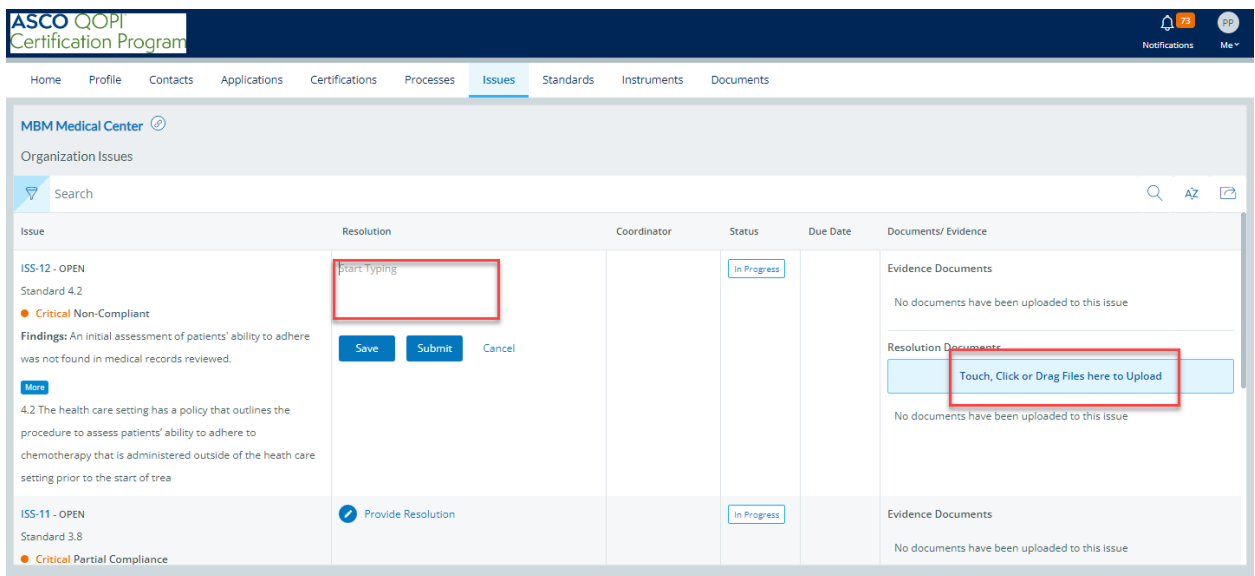 ASCO QOPI
Certification Program
73
Notifications
PP
Me
Home Profile Contacts Applications Certifications Processes Issues Standards Instruments Documents
MBM Medical Center
Organization Issues
Search
AZ
Issue Resolution Coordinator Status Due Date Documents/ Evidence
ISS-12 - OPEN
Standard 4.2
Critical Non-Compliant
Findings: An initial assessment of patients' ability to adhere
was not found in medical records reviewed.
More
4.2 The health care setting has a policy that outlines the
procedure to assess patients' ability to adhere to
chemotherapy that is administered outside of the heath care
setting prior to the start of trea
Start Typing
Save Submit Cancel
In Progress
Evidence Documents
No documents have been uploaded to this issue
Resolution Documents
Touch, Click or Drag Files here to Upload
No documents have been uploaded to this issue
ISS-11 - OPEN
Standard 3.8
Critical Partial Compliance
Provide Resolution
In Progress
Evidence Documents
No documents have been uploaded to this issue